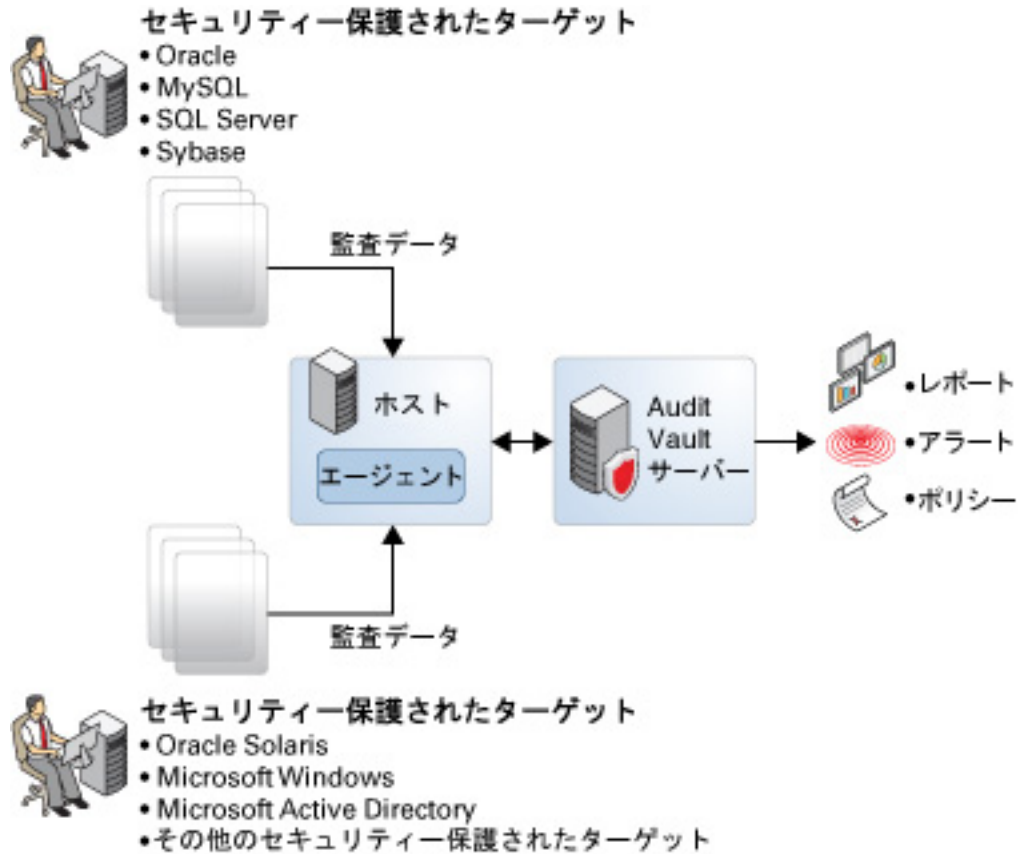 セキュリティー保護されたターゲット
• Oracle
• MySQL
• SQL Server
• Sybase
監査データ
ホスト
エージェント
Audit
Vault
サーバー
•レポート
•アラート
•ポリシー
監査データ
セキュリティー保護されたターゲット
• Oracle Solaris
• Microsoft Windows
• Microsoft Active Directory
•その他のセキュリティー保護されたターゲット